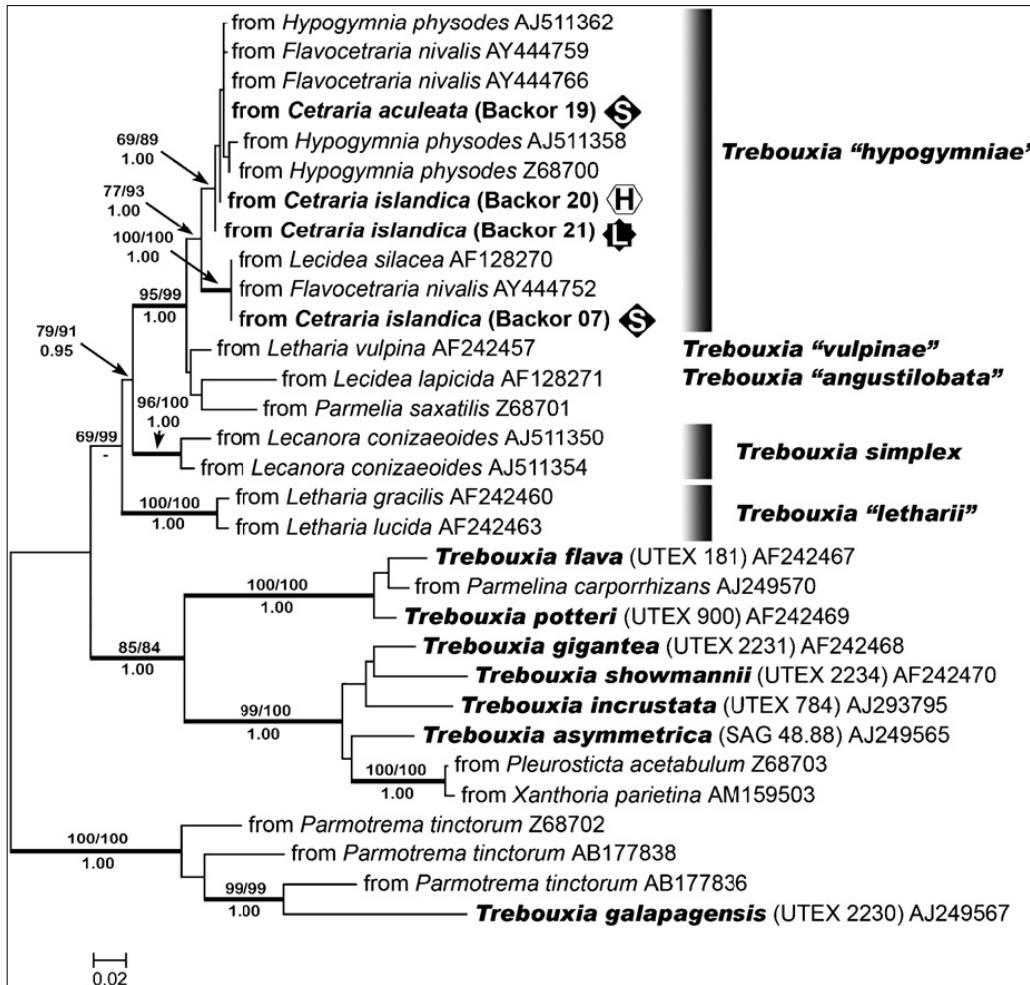 from Hypogymnia physodes AJ511362
from Flavocetraria nivalis AY444759
from Flavocetraria nivalis AY444766
from Cetraria aculeata (Backor 19) S
69/89
1.00
from Hypogymnia physodes AJ511358
Trebouxia “hypogymniae”
from Hypogymnia physodes Z68700
77/93
1.00
from Cetraria islandica (Backor 20) H
from Cetraria islandica (Backor 21) L
100/100
1.00
from Lecidea silacea AF128270
from Flavocetraria nivalis AY444752
95/99
1.00
from Cetraria islandica (Backor 07) S
79/91
0.95
from Letharia vulpina AF242457
Trebouxia “vulpinae”
from Lecidea lapicida AF128271
Trebouxia “angustilobata”
96/100
1.00
from Parmelia saxatilis Z68701
69/99
-
from Lecanora conizaeoides AJ511350
Trebouxia simplex
from Lecanora conizaeoides AJ511354
100/100
1.00
from Letharia gracilis AF242460
Trebouxia “letharii”
from Letharia lucida AF242463
Trebouxia flava (UTEX 181) AF242467
100/100
1.00
from Parmelina carporrhizans AJ249570
Trebouxia potteri (UTEX 900) AF242469
85/84
1.00
Trebouxia gigantea (UTEX 2231) AF242468
Trebouxia showmannii (UTEX 2234) AF242470
99/100
1.00
Trebouxia incrustata (UTEX 784) AJ293795
Trebouxia asymmetrica (SAG 48.88) AJ249565
100/100
1.00
from Pleurosticta acetabulum Z68703
from Xanthoria parietina AM159503
100/100
1.00
from Parmotrema tinctorum Z68702
from Parmotrema tinctorum AB177838
99/99
1.00
from Parmotrema tinctorum AB177836
Trebouxia galapagensis (UTEX 2230) AJ249567
0.02